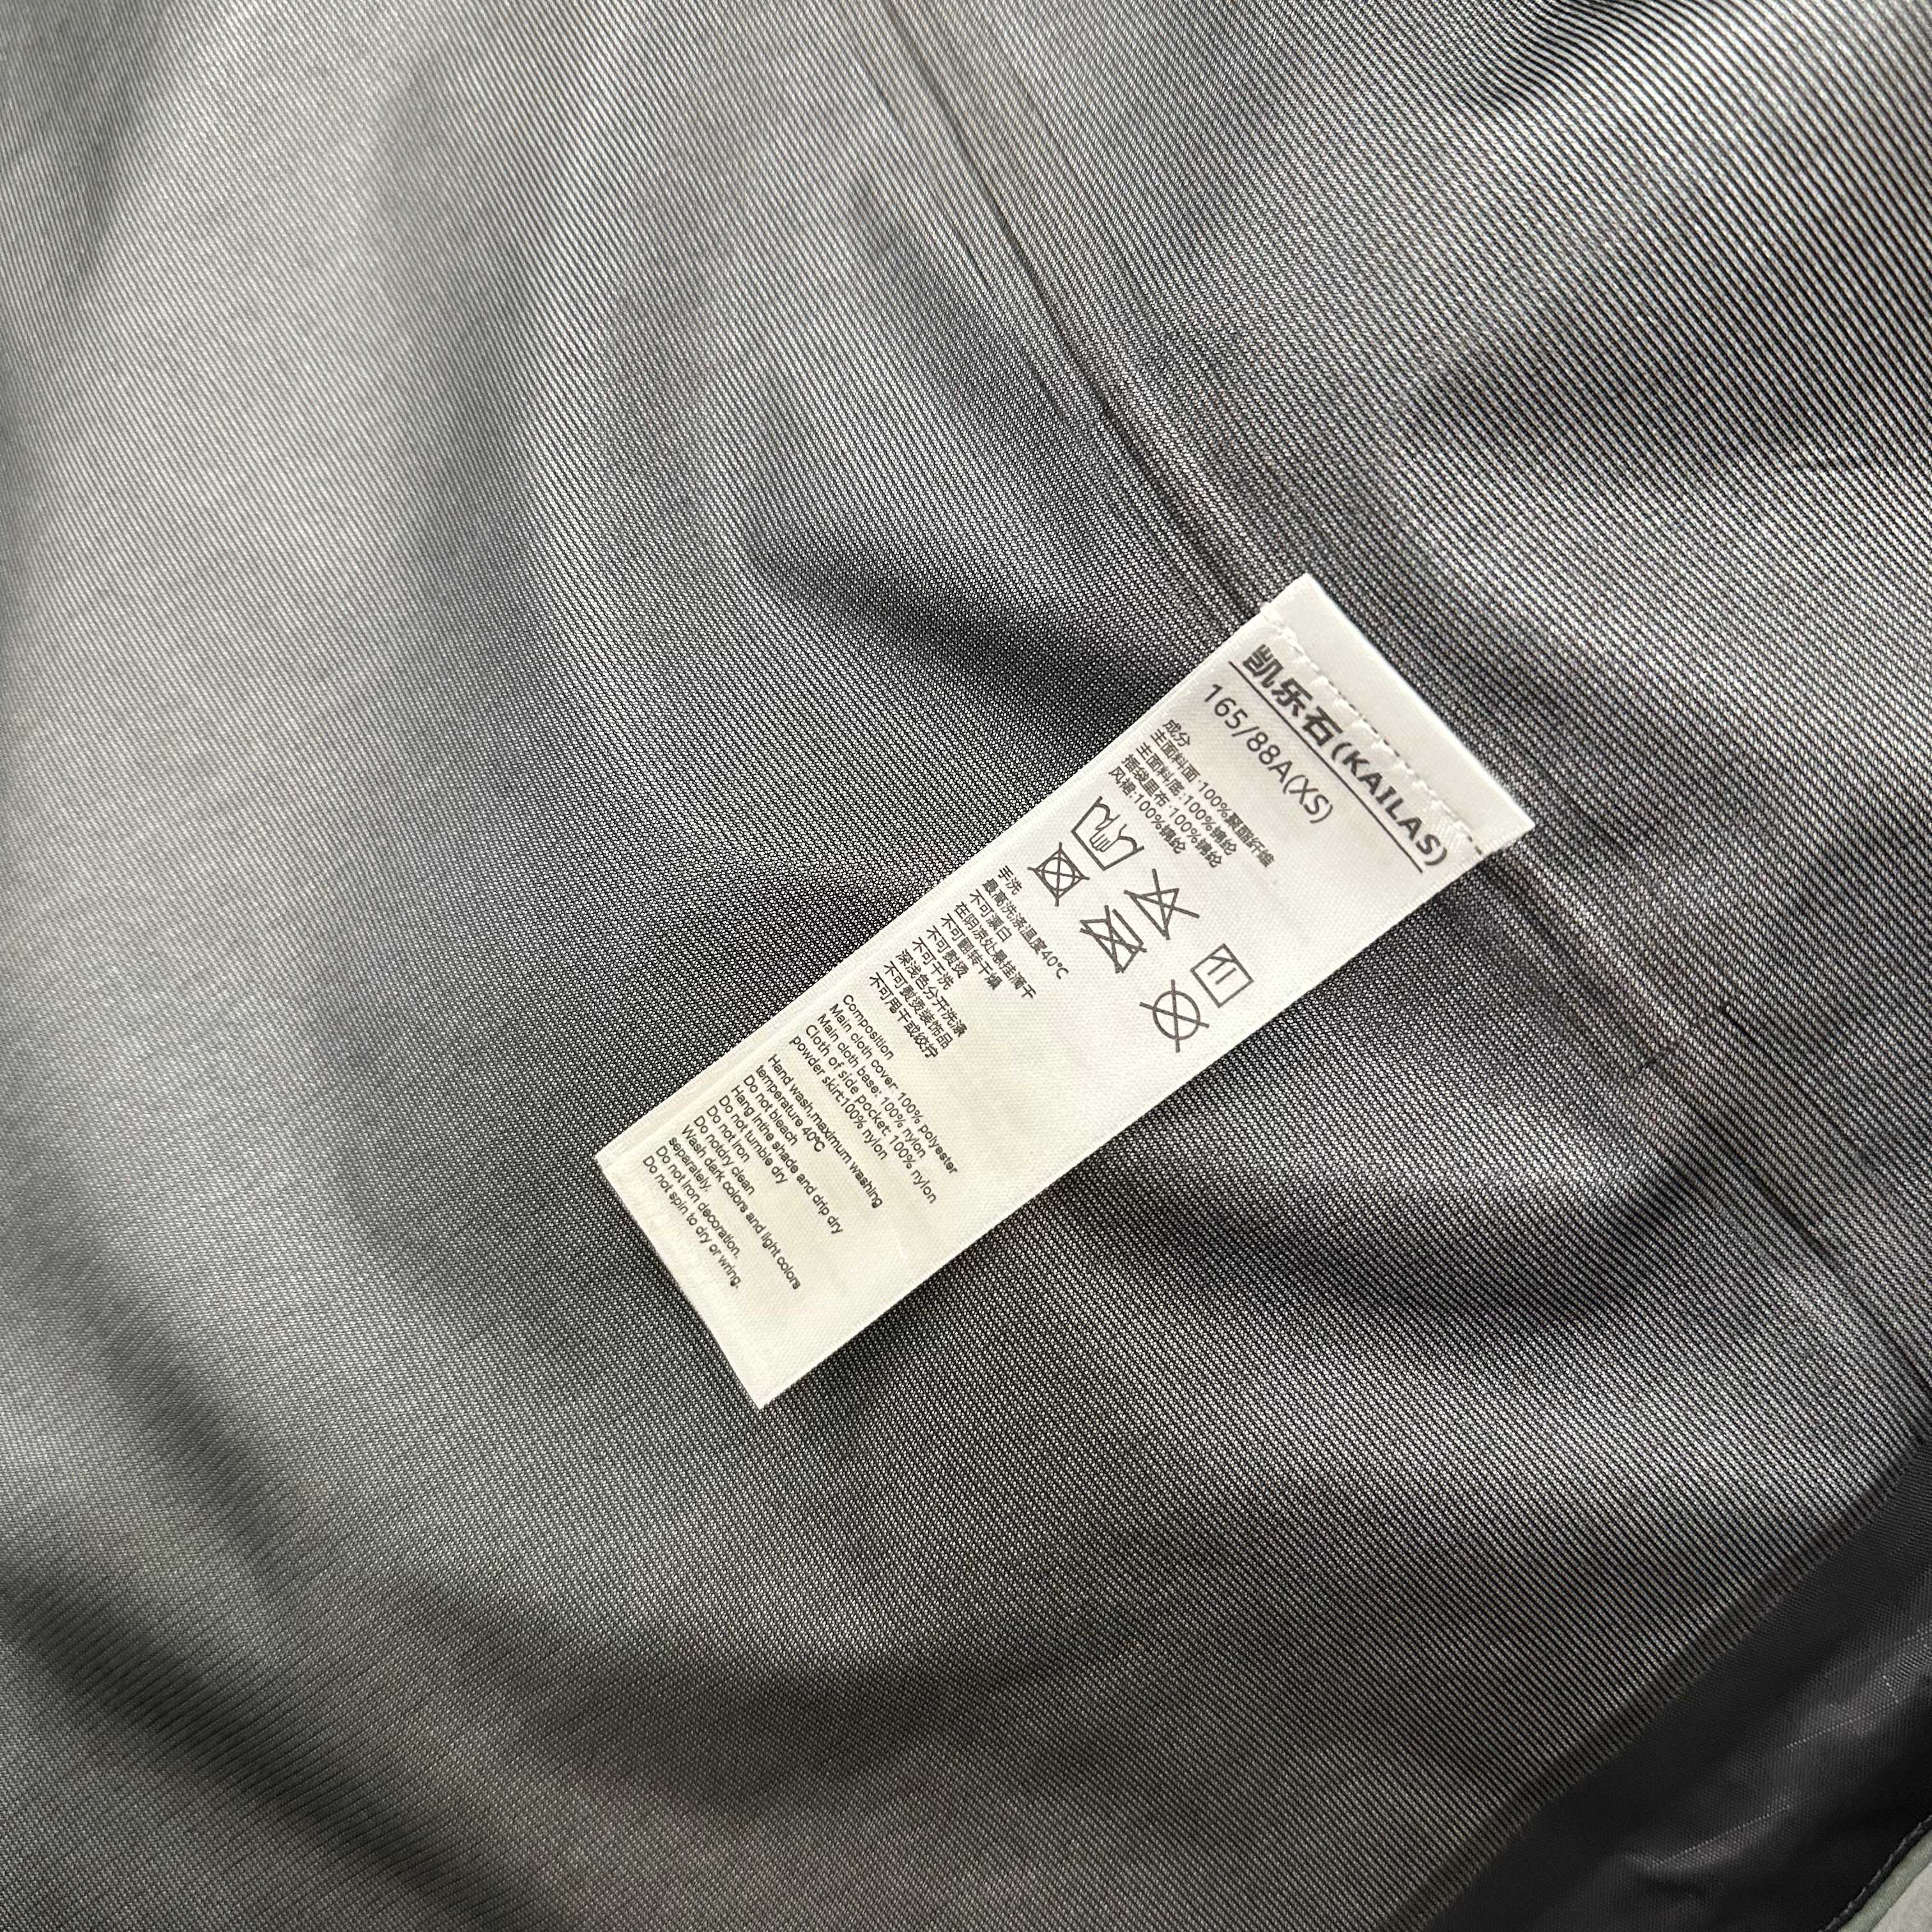 凯乐石(KAILAS)
165/88A(XS)
成分
主面料面: 100%聚酯纤维
主面料底: 100%锦纶
插袋里布: 100%锦纶
风裙:100%锦纶
手洗
最高洗涤温度40℃
不可漂白
在阴凉处悬挂滴干
不可翻转干燥
不可熨烫
不可干洗
深浅色分开洗涤
不可熨烫装饰品
不可甩干或绞拧
Composition
Main cloth cover: 100% polyester
Main cloth base: 100% nylon
Cloth of side pocket: 100% nylon
powder skirt:100% nylon
Hand wash,maximum washing
temperature 40℃
Do not bleach
Hang inthe shade and drip dry
Do not tumble dry
Do not iron
Do notdry clean
Wash dark colors and light colors
separately.
Do not Iron decoration.
Do not spin to dry or wring.